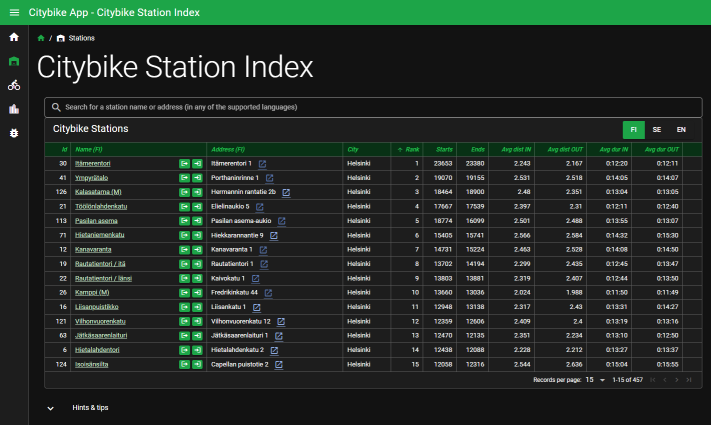 Citybike App - Citybike Station Index
/ Stations
Citybike Station Index
Search for a station name or address (in any of the supported languages)
Citybike Stations FI SE EN
Id Name (FI) Address (FI) City Rank Starts Ends Avg dist IN Avg dist OUT Avg dur IN Avg dur OUT
30 Itämerentori Itämerentori 1 Helsinki 1 23653 23380 2.243 2.167 0:12:20 0:12:11
41 Ympyrätalo Porthaninrinne 1 Helsinki 2 19070 19155 2.531 2.518 0:14:05 0:14:07
126 Kalasatama (M) Hermannin rantatie 2b Helsinki 3 18464 18900 2.48 2.351 0:13:04 0:13:05
21 Töölönlahdenkatu Elielinaukio 5 Helsinki 4 17667 17539 2.397 2.31 0:12:11 0:12:40
113 Pasilan asema Pasilan asema-aukio Helsinki 5 18774 16099 2.501 2.488 0:13:55 0:13:07
71 Hietaniemenkatu Hiekkarannantie 9 Helsinki 6 15405 15741 2.566 2.584 0:14:32 0:15:30
12 Kanavaranta Kanavaranta 1 Helsinki 7 14731 15224 2.463 2.528 0:14:08 0:14:50
19 Rautatientori / itä Rautatientori 1 Helsinki 8 13702 14194 2.299 2.435 0:12:45 0:13:47
22 Rautatientori / länsi Kaivokatu 1 Helsinki 9 13803 13881 2.319 2.407 0:12:44 0:13:50
26 Kamppi (M) Fredrikinkatu 44 Helsinki 10 13660 13036 2.024 1.988 0:11:50 0:11:49
16 Liisanpuistikko Liisankatu 1 Helsinki 11 12948 13138 2.317 2.43 0:13:31 0:14:27
121 Vilhonvuorenkatu Vilhonvuorenkatu 12 Helsinki 12 12359 12606 2.409 2.4 0:13:19 0:13:16
63 Jätkäsaarenlaituri Jätkäsaarenlaituri 1 Helsinki 13 12470 12135 2.351 2.234 0:13:10 0:12:50
6 Hietalahdentori Hietalahdenkatu 2 Helsinki 14 12438 12088 2.228 2.212 0:13:27 0:13:37
124 Isoisänsilta Capellan puistotie 2 Helsinki 15 12058 12316 2.544 2.636 0:15:04 0:15:55
Records per page: 15 1-15 of 457
Hints & tips